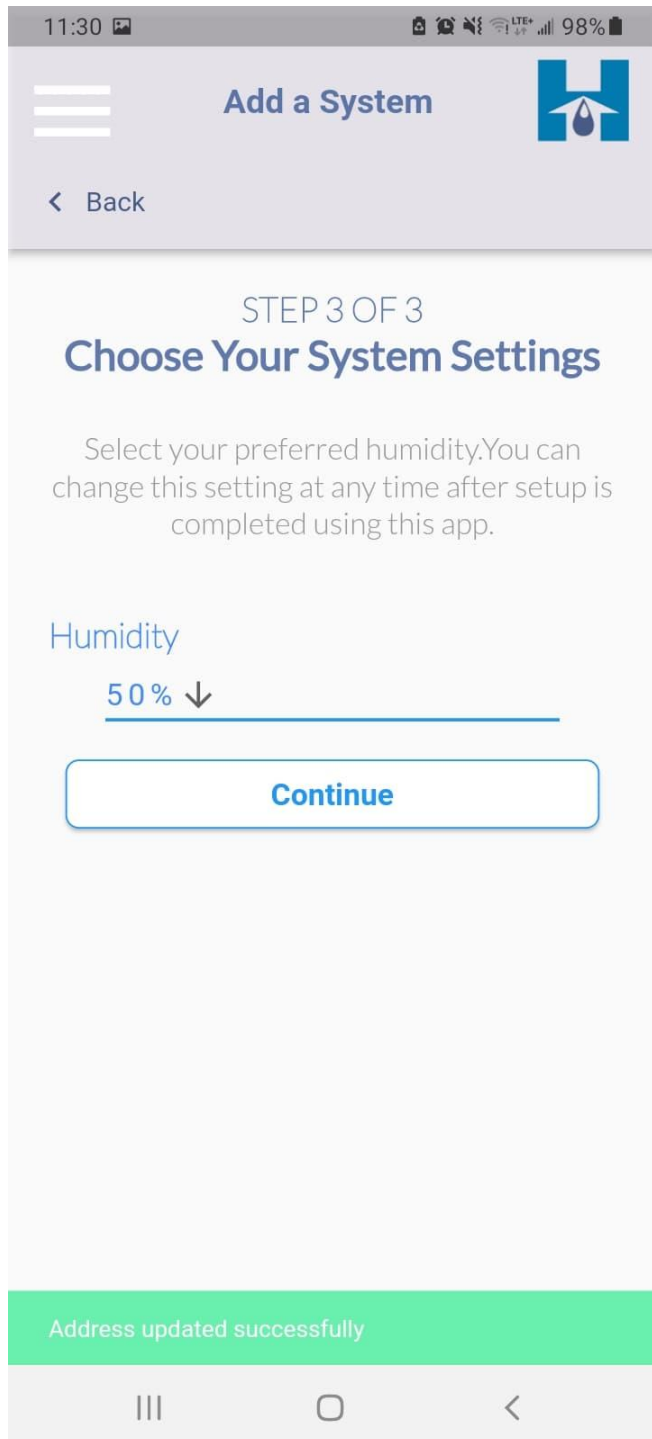 11:30 LTE+ 98%
Add a System
Back
STEP 3 OF 3
Choose Your System Settings
Select your preferred humidity.You can
change this setting at any time after setup is
completed using this app.
Humidity
50%
Continue
Address updated successfully